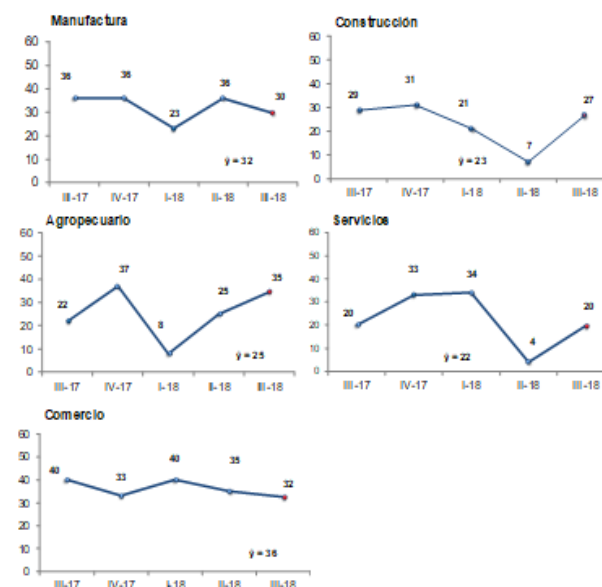 Manufactura
60
50
40
30
20
10
0
36
36
23
36
30
ŷ = 32
III-17
IV-17
I-18
II-18
III-18
Construcción
60
50
40
30
20
10
0
29
31
21
7
27
ŷ = 23
III-17
IV-17
I-18
II-18
III-18
Agropecuario
60
50
40
30
20
10
0
22
37
8
25
35
ŷ = 25
III-17
IV-17
I-18
II-18
III-18
Servicios
60
50
40
30
20
10
0
20
33
34
4
20
ŷ = 22
III-17
IV-17
I-18
II-18
III-18
Comercio
60
50
40
30
20
10
0
40
33
40
35
32
ŷ = 36
III-17
IV-17
I-18
II-18
III-18